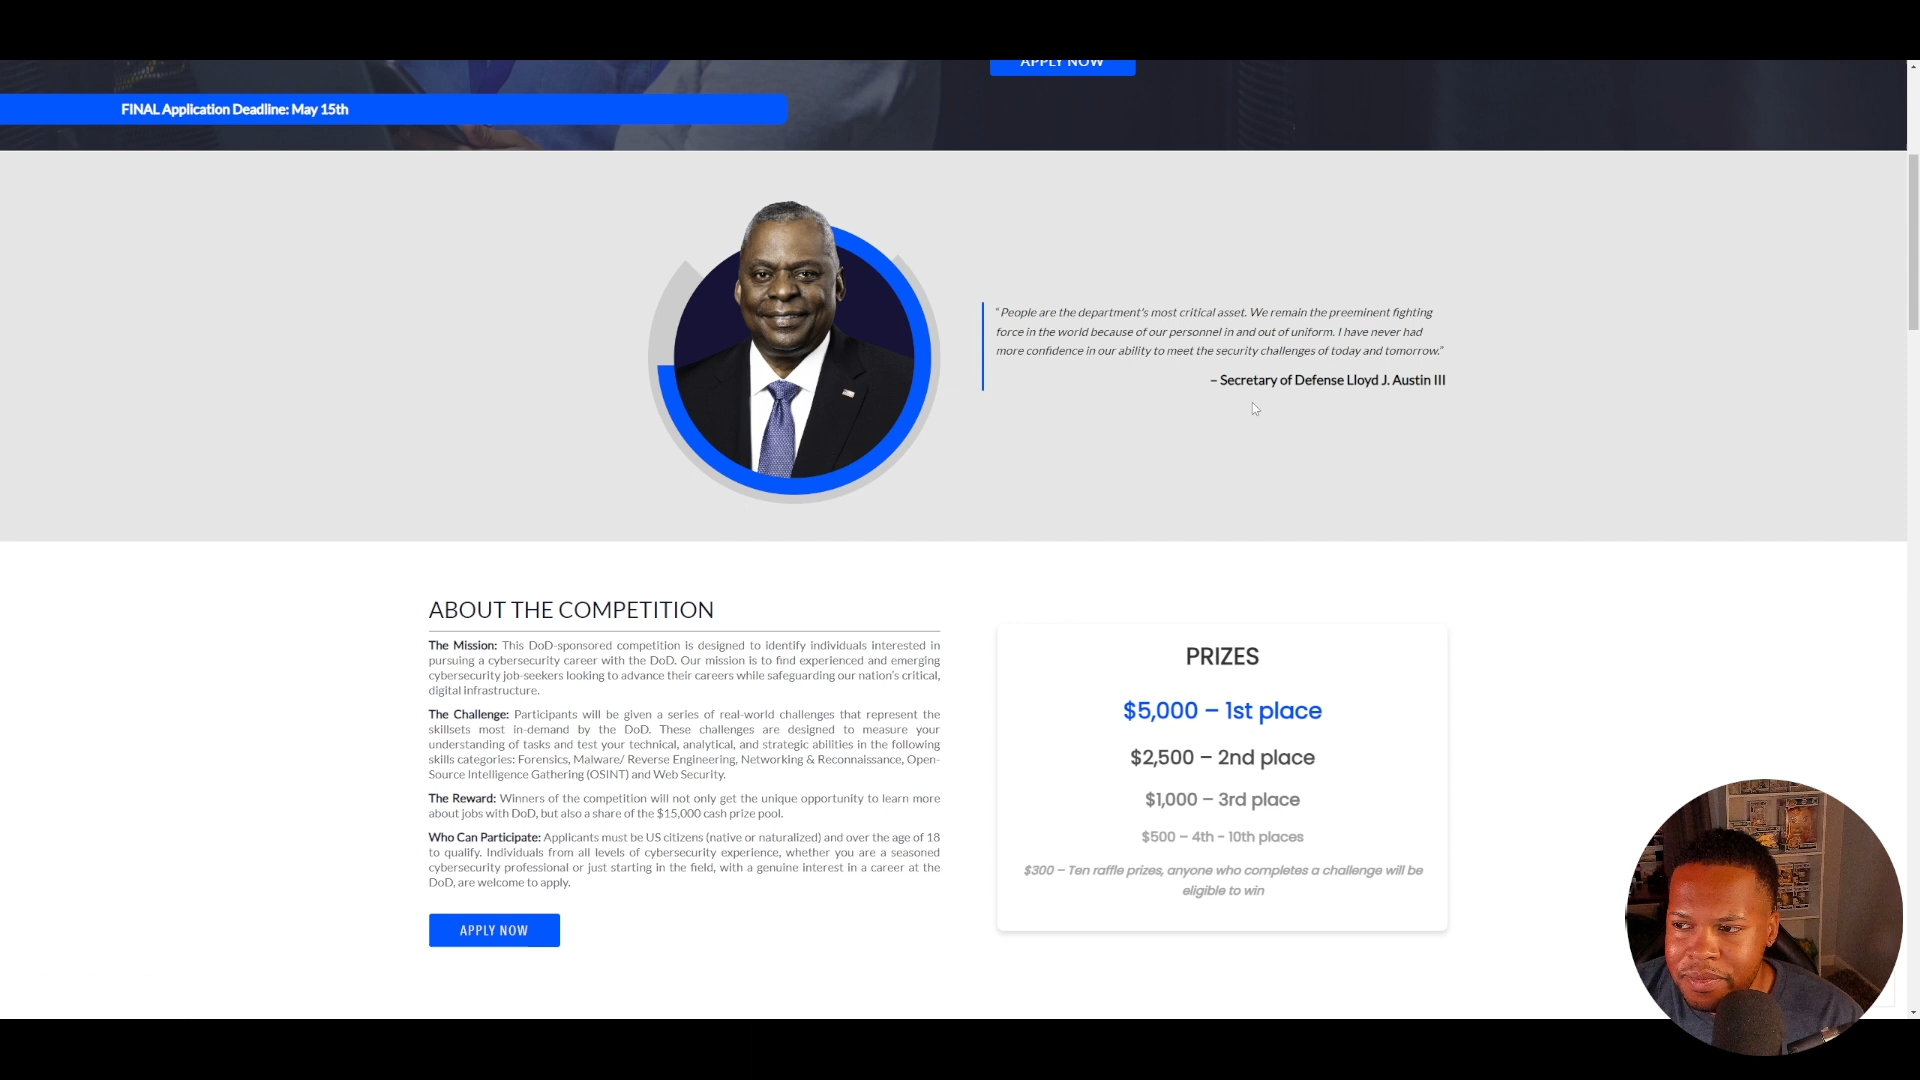 APPLY NOW
FINAL Application Deadline: May 15th
“People are the department's most critical asset. We remain the preeminent fighting
force in the world because of our personnel in and out of uniform. I have never had
more confidence in our ability to meet the security challenges of today and tomorrow.”
– Secretary of Defense Lloyd J. Austin III
ABOUT THE COMPETITION
The Mission: This DoD-sponsored competition is designed to identify individuals interested in
pursuing a cybersecurity career with the DoD. Our mission is to find experienced and emerging
cybersecurity job-seekers looking to advance their careers while safeguarding our nation's critical,
digital infrastructure.
The Challenge: Participants will be given a series of real-world challenges that represent the
skillsets most in-demand by the DoD. These challenges are designed to measure your
understanding of tasks and test your technical, analytical, and strategic abilities in the following
skills categories: Forensics, Malware/ Reverse Engineering, Networking & Reconnaissance, Open-
Source Intelligence Gathering (OSINT) and Web Security.
The Reward: Winners of the competition will not only get the unique opportunity to learn more
about jobs with DoD, but also a share of the $15,000 cash prize pool.
Who Can Participate: Applicants must be US citizens (native or naturalized) and over the age of 18
to qualify. Individuals from all levels of cybersecurity experience, whether you are a seasoned
cybersecurity professional or just starting in the field, with a genuine interest in a career at the
DoD, are welcome to apply.
APPLY NOW
PRIZES
$5,000 – 1st place
$2,500 – 2nd place
$1,000 – 3rd place
$500 – 4th - 10th places
$300 – Ten raffle prizes, anyone who completes a challenge will be
eligible to win